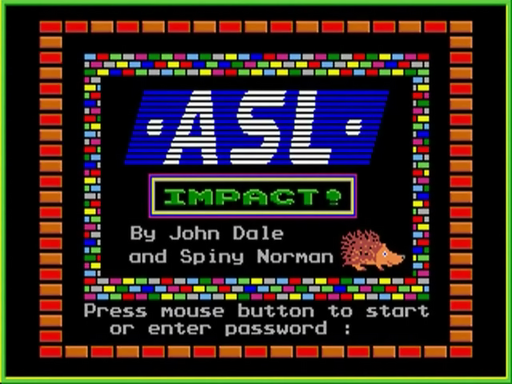 ·ASL·
IMPACT!
By John Dale
and Spiny Norman
Press mouse button to start
or enter password :